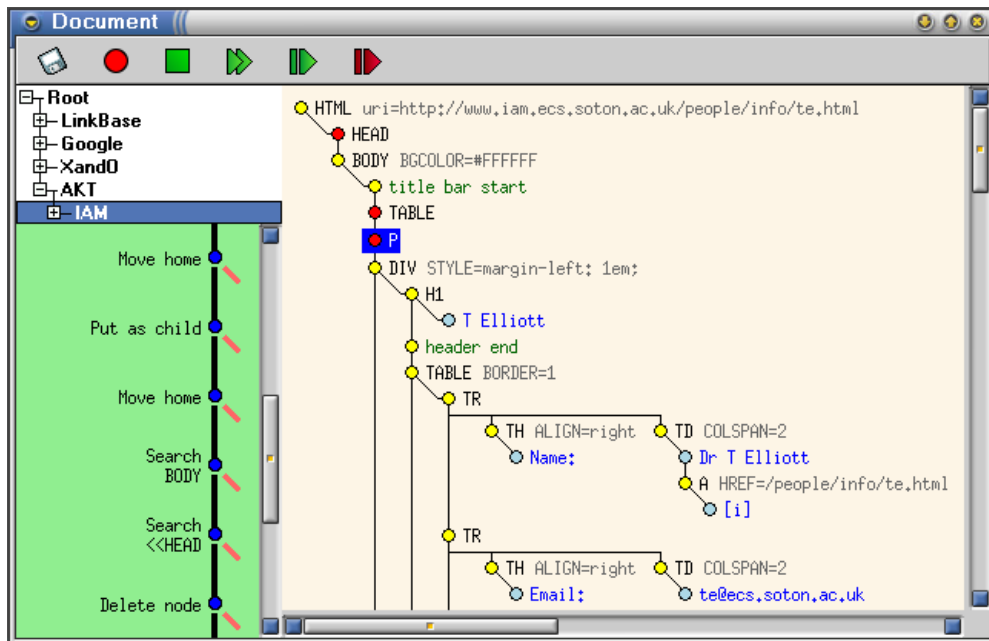 Document
Root
LinkBase
Google
XandO
AKT
IAM
Move home
Put as child
Move home
Search
BODY
Search
<<HEAD
Delete node
HTML uri=http://www.iam.ecs.soton.ac.uk/people/info/te.html
HEAD
BODY BGCOLOR=#FFFFFF
title bar start
TABLE
P
DIV STYLE=margin-left: 1em;
H1
T Elliott
header end
TABLE BORDER=1
TR
TH ALIGN=right TD COLSPAN=2
Name: Dr T Elliott
A HREF=/people/info/te.html
[i]
TR
TH ALIGN=right TD COLSPAN=2
Email: te@ecs.soton.ac.uk